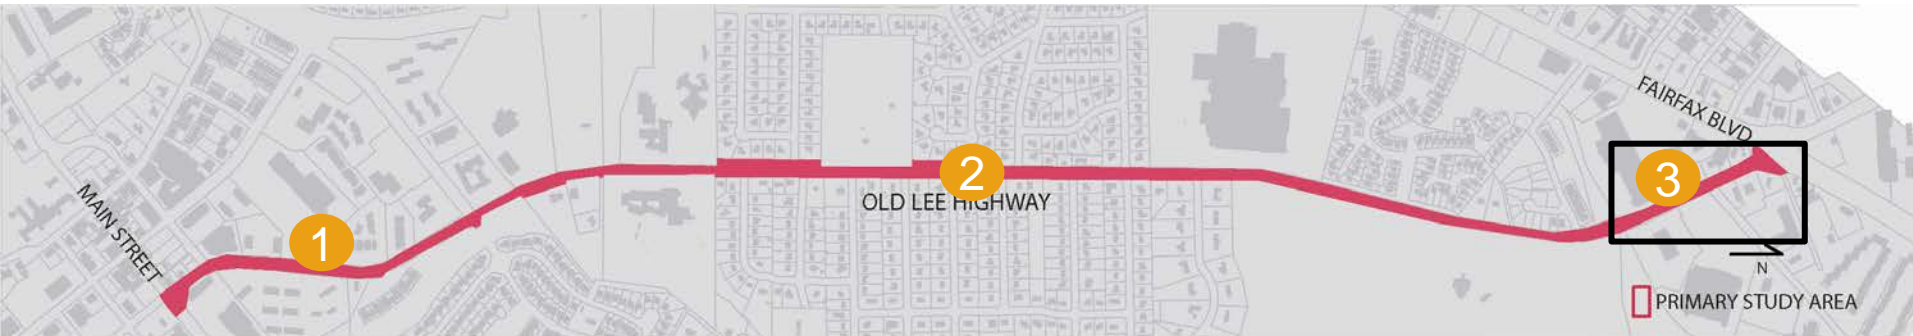 MAIN STREET
1
2
OLD LEE HIGHWAY
FAIRFAX BLVD
3
N
PRIMARY STUDY AREA